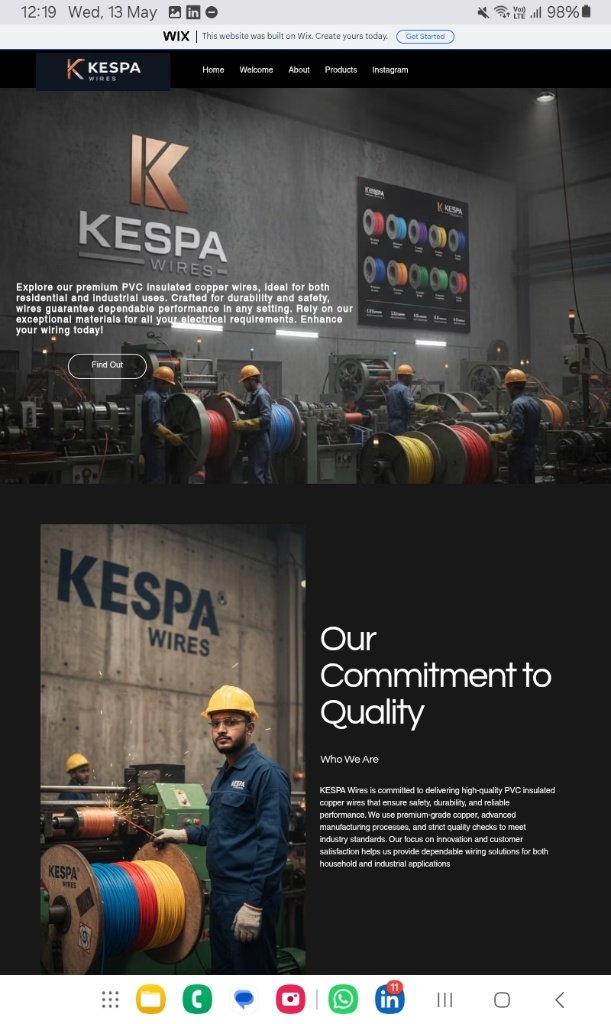 12:19 Wed, 13 May
98%
WIX
This website was built on Wix. Create yours today.
Get Started
KESPA
WIRES
Home Welcome About Products Instagram
KESPA
WIRES
KESPA
Explore our premium PVC insulated copper wires, ideal for both
residential and industrial uses. Crafted for durability and safety,
wires guarantee dependable performance in any setting. Rely on our
exceptional materials for all your electrical requirements. Enhance
your wiring today!
Find Out
KESPA
WIRES
Our
Commitment to
Quality
Who We Are
KESPA Wires is committed to delivering high-quality PVC insulated
copper wires that ensure safety, durability, and reliable
performance. We use premium-grade copper, advanced
manufacturing processes, and strict quality checks to meet
industry standards. Our focus on innovation and customer
satisfaction helps us provide dependable wiring solutions for both
household and industrial applications
KESPA
KESPA
WIRES
11